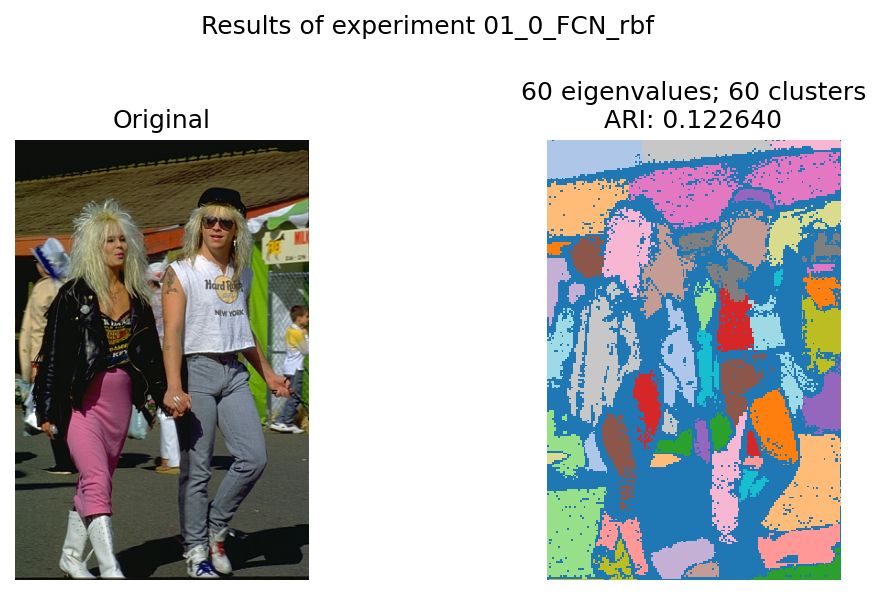 Results of experiment 01_0_FCN_rbf
Original
60 eigenvalues; 60 clusters
ARI: 0.122640
Hard Rock
NEW YORK